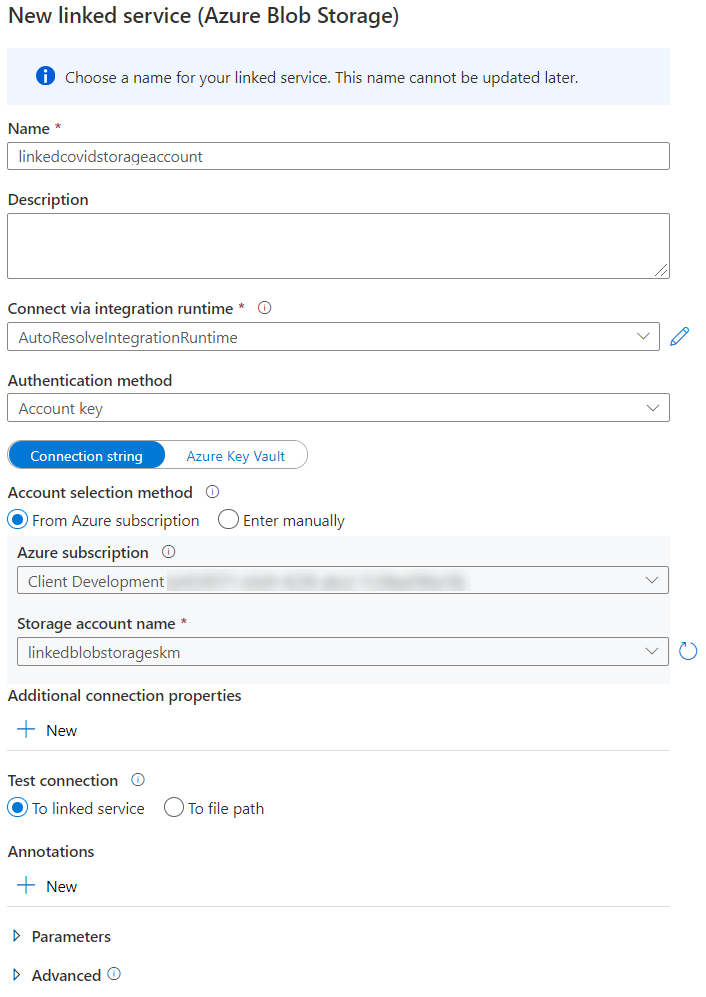 New linked service (Azure Blob Storage)
Choose a name for your linked service. This name cannot be updated later.
Name *
linkedcovidstorageaccount
Description
Connect via integration runtime *
AutoResolveIntegrationRuntime
Authentication method
Account key
Connection string Azure Key Vault
Account selection method
From Azure subscription Enter manually
Azure subscription
Client Development
Storage account name *
linkedblobstorageskm
Additional connection properties
New
Test connection
To linked service To file path
Annotations
New
Parameters
Advanced